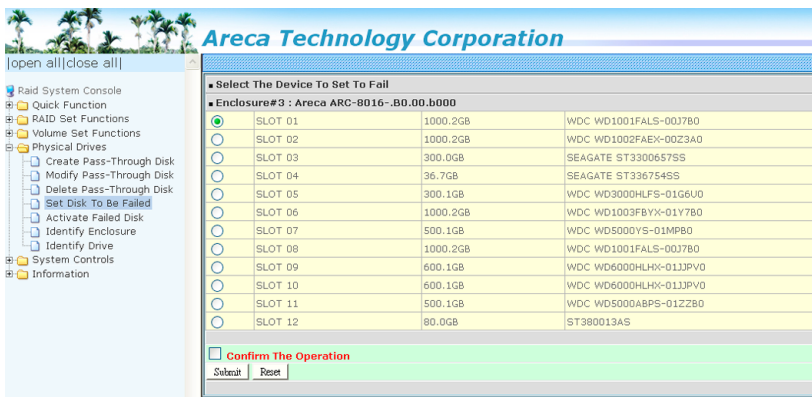 Areca Technology Corporation
|open all|close all|
Raid System Console
Quick Function
RAID Set Functions
Volume Set Functions
Physical Drives
Create Pass-Through Disk
Modify Pass-Through Disk
Delete Pass-Through Disk
Set Disk To Be Failed
Activate Failed Disk
Identify Enclosure
Identify Drive
System Controls
Information
Select The Device To Set To Fail
Enclosure#3 : Areca ARC-8016-.B0.00.b000
SLOT 01 1000.2GB WDC WD1001FALS-00J7B0
SLOT 02 1000.2GB WDC WD1002FAEX-00Z3A0
SLOT 03 300.0GB SEAGATE ST3300657SS
SLOT 04 36.7GB SEAGATE ST336754SS
SLOT 05 300.1GB WDC WD3000HLFS-01G6U0
SLOT 06 1000.2GB WDC WD1003FBYX-01Y7B0
SLOT 07 500.1GB WDC WD5000YS-01MPB0
SLOT 08 1000.2GB WDC WD1001FALS-00J7B0
SLOT 09 600.1GB WDC WD6000HLHX-01JJPV0
SLOT 10 600.1GB WDC WD6000HLHX-01JJPV0
SLOT 11 500.1GB WDC WD5000ABPS-01ZZB0
SLOT 12 80.0GB ST380013AS
Confirm The Operation
Submit Reset